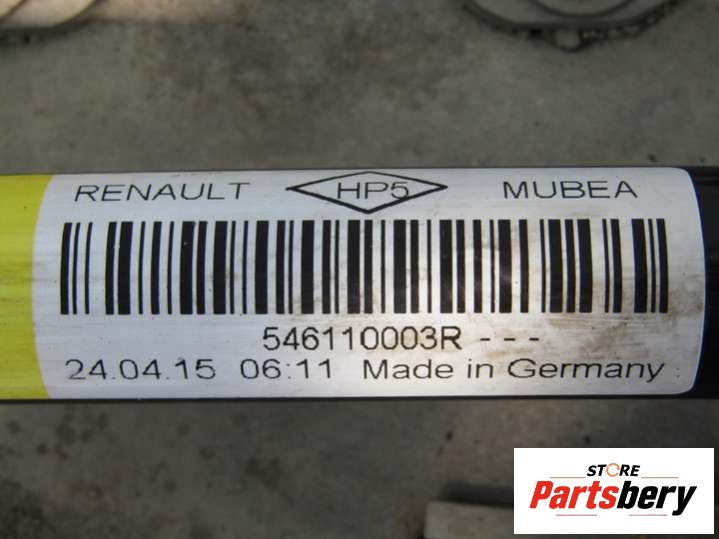 RENAULT HP5 MUBEA
546110003R - - -
24.04.15 06:11 Made in Germany
STORE
Partsbery